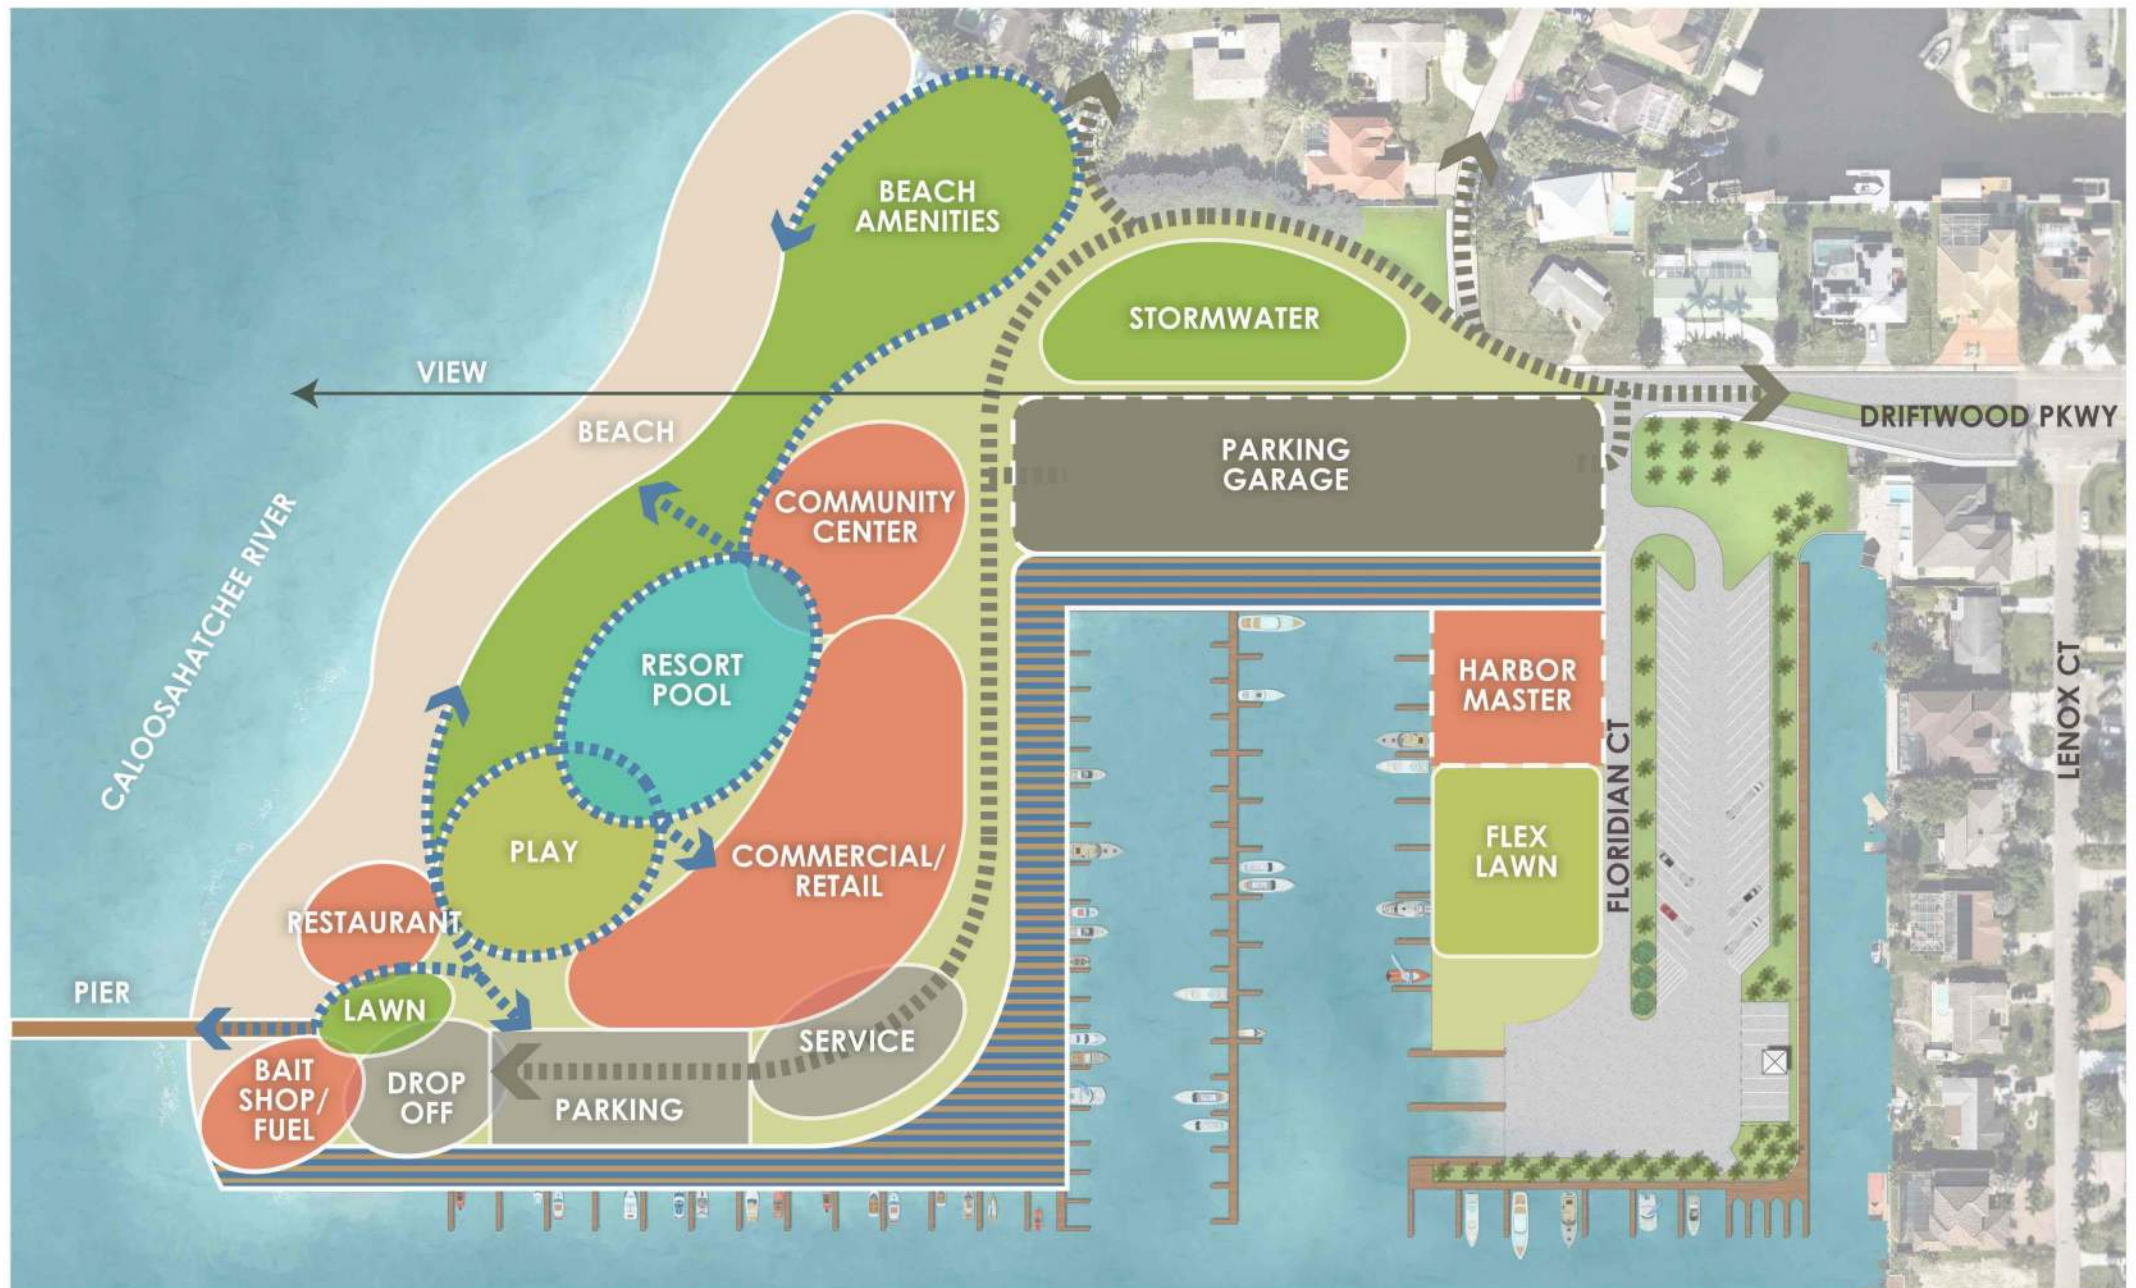 BEACH
AMENITIES
STORMWATER
VIEW
BEACH
DRIFTWOOD PKWY
PARKING
GARAGE
COMMUNITY
CENTER
CALOOSAHATCHEE RIVER
RESORT
POOL
HARBOR
MASTER
FLORIDIAN CT
LENOX CT
PLAY
COMMERCIAL/
RETAIL
FLEX
LAWN
RESTAURANT
PIER
LAWN
SERVICE
BAIT
SHOP/
FUEL
DROP
OFF
PARKING